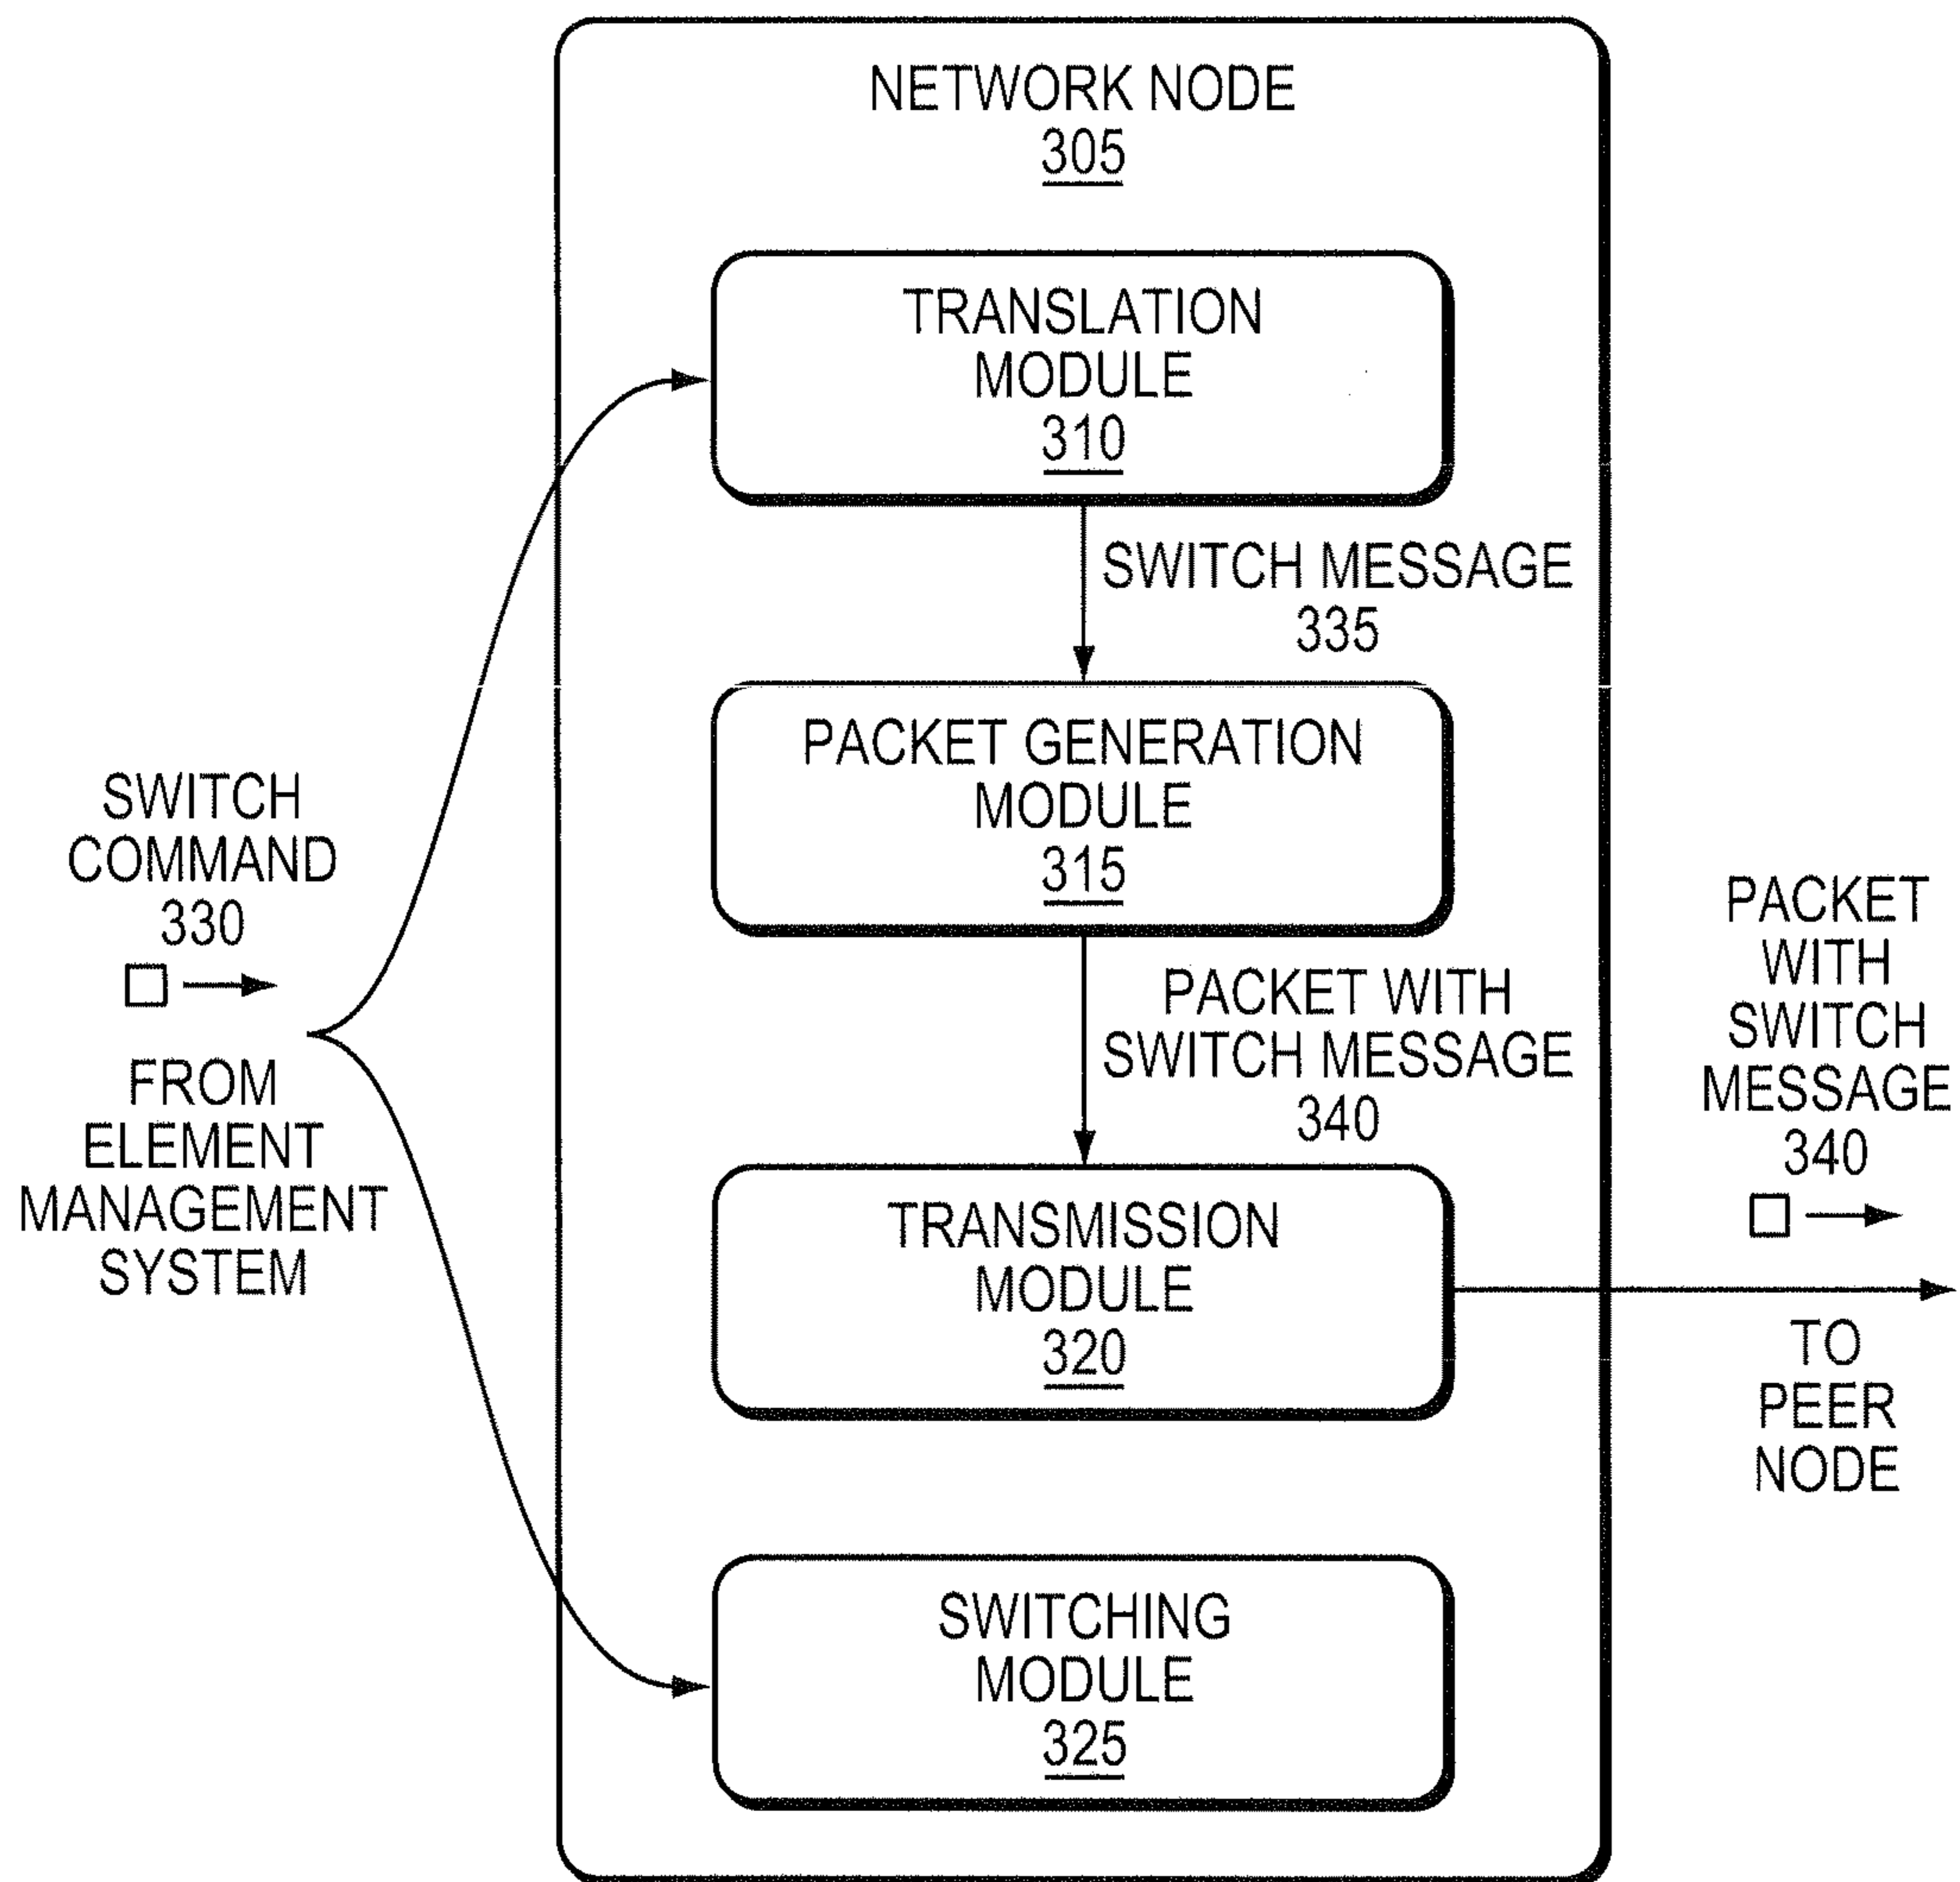 NETWORK NODE
305
TRANSLATION
MODULE
310
SWITCH MESSAGE
335
PACKET GENERATION
MODULE
315
SWITCH
COMMAND
330
FROM
ELEMENT
MANAGEMENT
SYSTEM
PACKET WITH
SWITCH MESSAGE
340
PACKET
WITH
SWITCH
MESSAGE
340
TRANSMISSION
MODULE
320
TO
PEER
NODE
SWITCHING
MODULE
325